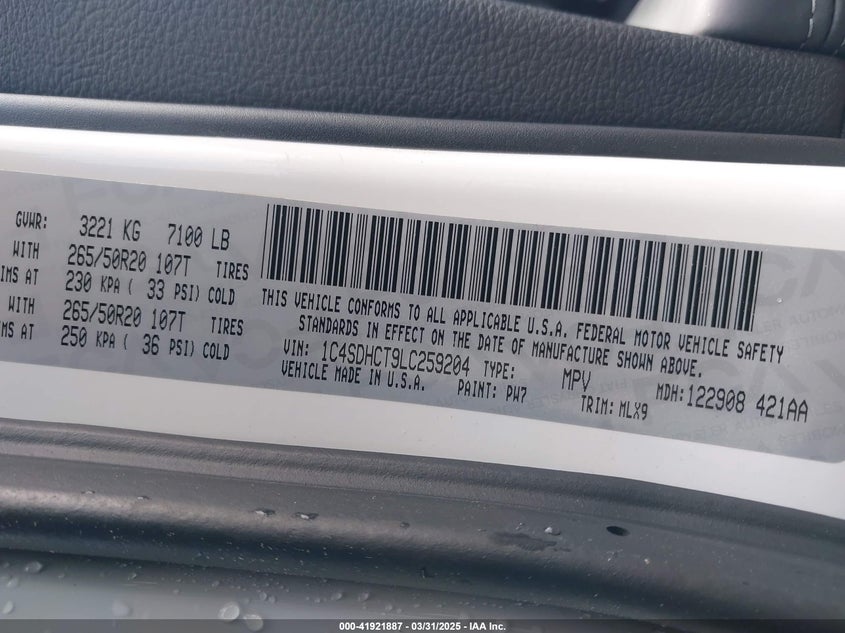 GVWR: 3221 KG 7100 LB
WITH 265/50R20 107T TIRES
IMS AT 230 KPA ( 33 PSI) COLD
WITH 265/50R20 107T TIRES
IMS AT 250 KPA ( 36 PSI) COLD
THIS VEHICLE CONFORMS TO ALL APPLICABLE U.S.A. FEDERAL MOTOR VEHICLE SAFETY
STANDARDS IN EFFECT ON THE DATE OF MANUFACTURE SHOWN ABOVE.
VIN: 1C4SDHCT9LC259204 TYPE: MPV MDH:122908 421AA
VEHICLE MADE IN U.S.A. PAINT: PW7 TRIM: MLX9
000-41921887 - 03/31/2025 - IAA Inc.